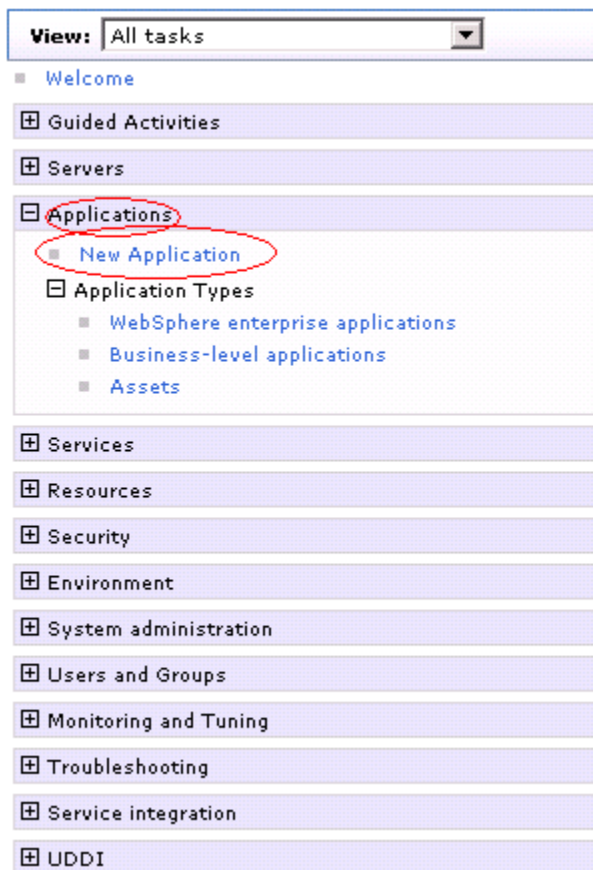 View: All tasks
Welcome
Guided Activities
Servers
Applications
New Application
Application Types
WebSphere enterprise applications
Business-level applications
Assets
Services
Resources
Security
Environment
System administration
Users and Groups
Monitoring and Tuning
Troubleshooting
Service integration
UDDI